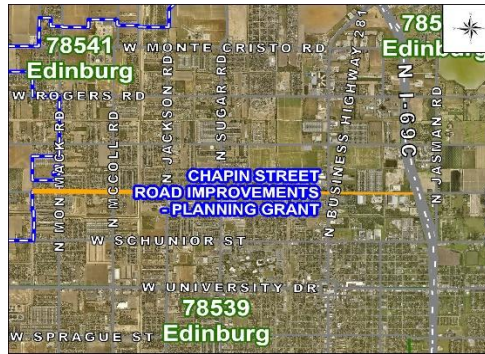 78541
Edinburg
785
Edinburg
W MONTE CRISTO RD
W ROGERS RD
N MON MACK RD
N MCCOLL RD
N JACKSON RD
N SUGAR RD
N BUSINESS HIGHWAY 281
N I-69C
N JASMAN RD
CHAPIN STREET
ROAD IMPROVEMENTS
- PLANNING GRANT
W SCHUNIOR ST
W UNIVERSITY DR
78539
Edinburg
W SPRAGUE ST